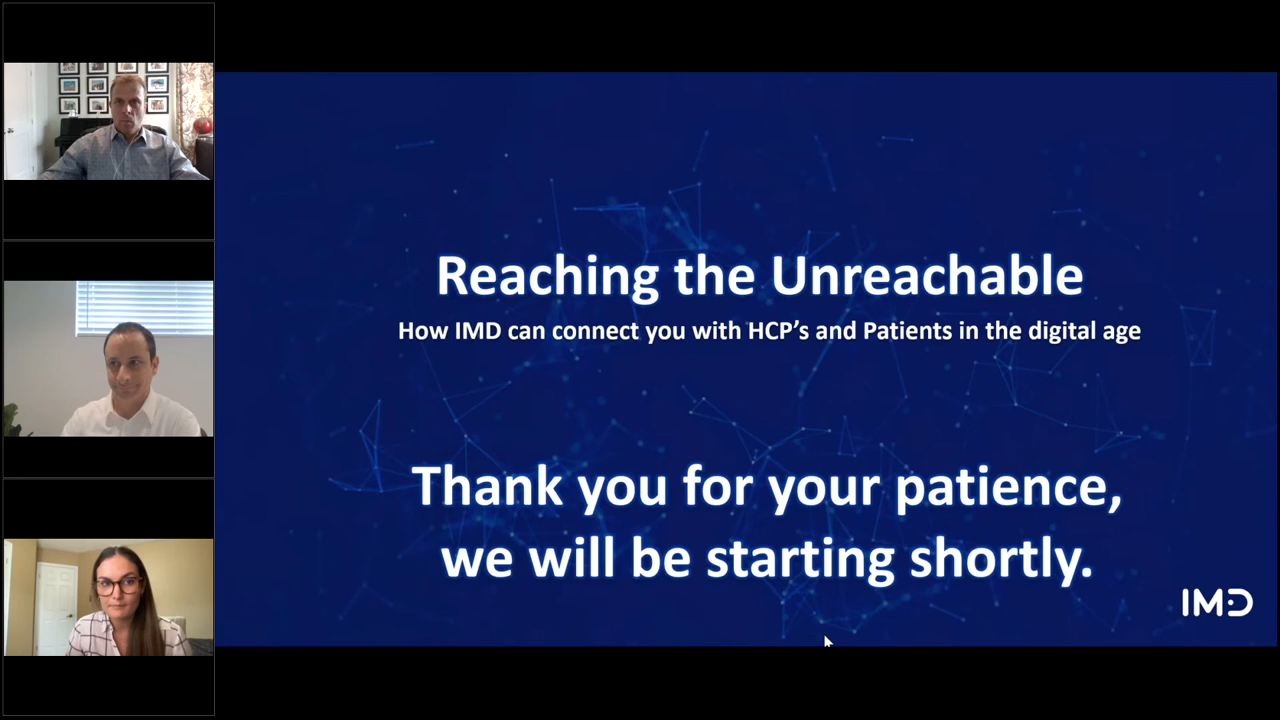 Reaching the Unreachable
How IMD can connect you with HCP's and Patients in the digital age
Thank you for your patience,
we will be starting shortly.
IMD